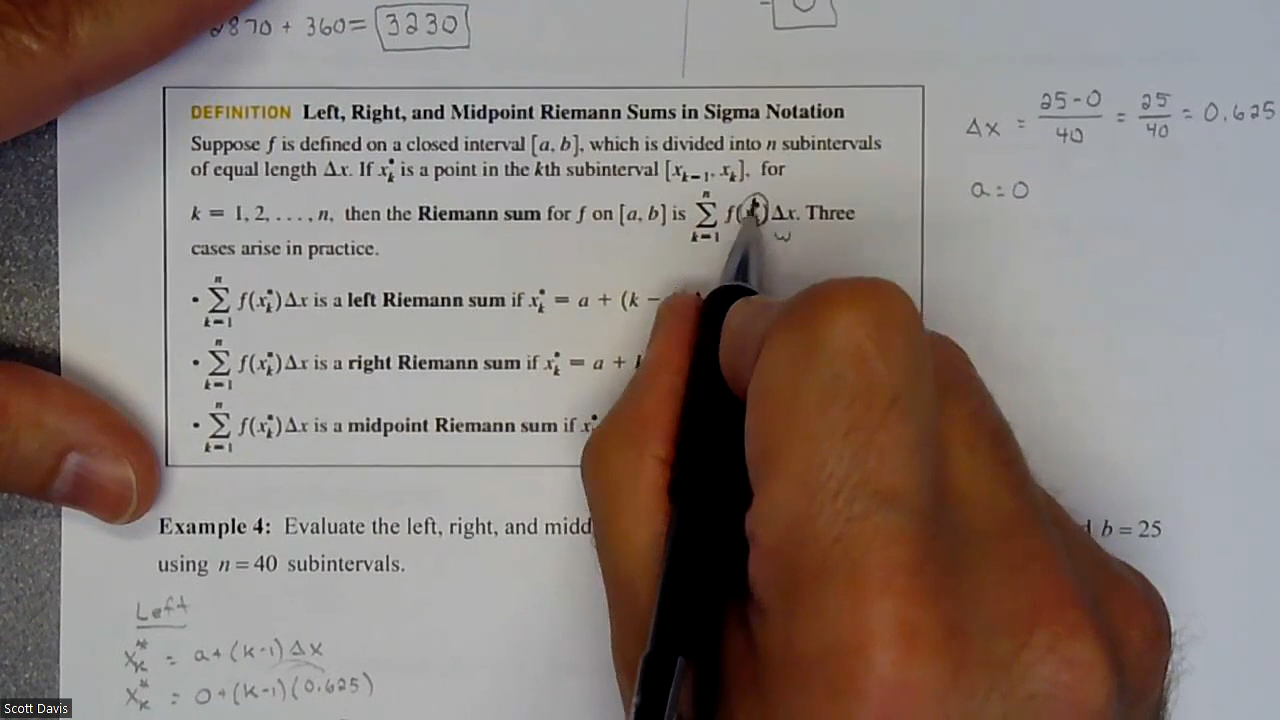 2870 + 360 = 3230
DEFINITION Left, Right, and Midpoint Riemann Sums in Sigma Notation
Suppose f is defined on a closed interval [a, b], which is divided into n subintervals
of equal length Δx. If x*ₖ is a point in the kth subinterval [xₖ₋₁, xₖ], for
k = 1, 2, . . . , n, then the Riemann sum for f on [a, b] is ∑ₖ₌₁ⁿ f(x*ₖ)Δx. Three
w
cases arise in practice.
• ∑ₖ₌₁ⁿ f(x*ₖ)Δx is a left Riemann sum if x*ₖ = a + (k −
• ∑ₖ₌₁ⁿ f(x*ₖ)Δx is a right Riemann sum if x*ₖ = a +
• ∑ₖ₌₁ⁿ f(x*ₖ)Δx is a midpoint Riemann sum if x*
Δx = 25-0/40 = 25/40 = 0.625
a = 0
Example 4: Evaluate the left, right, and midd b = 25
using n = 40 subintervals.
Left
x*ₖ = a+(k-1)Δx
x*ₖ = 0+(k-1)(0.625)
Scott Davis